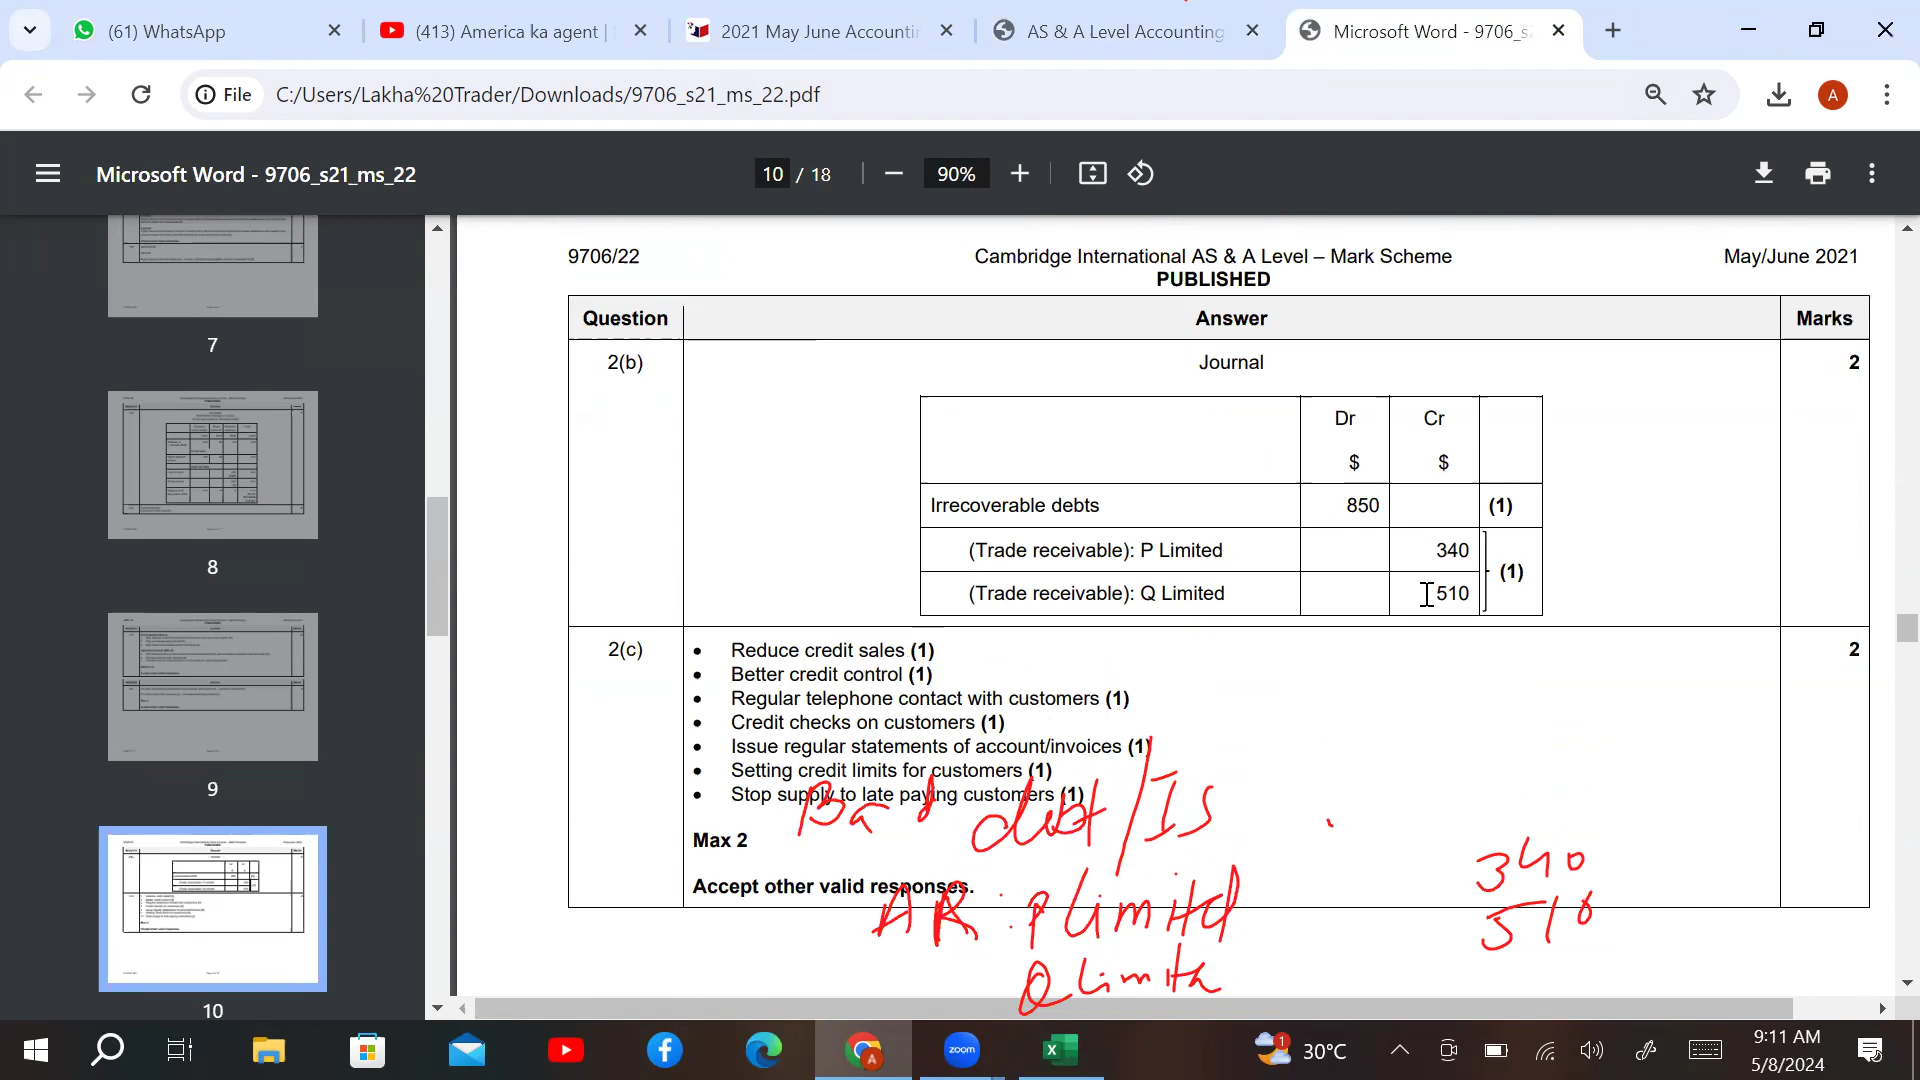 (61) WhatsApp
(413) America ka agent |
2021 May June Accountin
AS & A Level Accounting
Microsoft Word - 9706_s
File
C:/Users/Lakha%20Trader/Downloads/9706_s21_ms_22.pdf
A
Microsoft Word - 9706_s21_ms_22
10 / 18
90%
7
8
9
10
9706/22
Cambridge International AS & A Level – Mark Scheme
PUBLISHED
May/June 2021
Question Answer Marks
2(b) Journal 2
Dr Cr
$ $
Irrecoverable debts 850 (1)
(Trade receivable): P Limited 340
(1)
(Trade receivable): Q Limited 510
2(c) 2
• Reduce credit sales (1)
• Better credit control (1)
• Regular telephone contact with customers (1)
• Credit checks on customers (1)
• Issue regular statements of account/invoices (1)
• Setting credit limits for customers (1)
• Stop supply to late paying customers (1)
Max 2
Accept other valid responses.
Bad debt / IS
340
AR : P Limitd
510
Q Limit
zoom
A
1
30°C
9:11 AM
5/8/2024